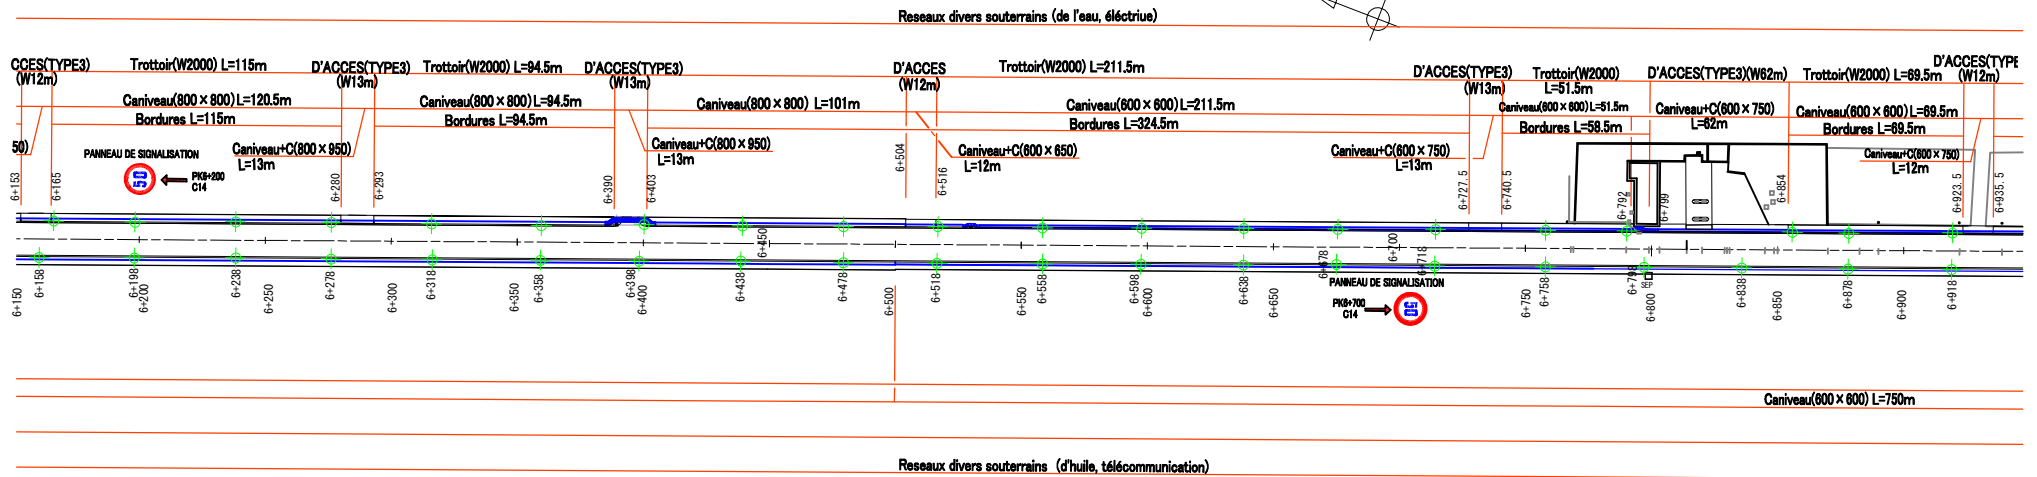 Reseaux divers souterrains (de l'eau, éléctriue)
CCES(TYPE3)
(W12m)
Trottoir(W2000) L=115m
D'ACCES(TYPE3)
(W13m)
Trottoir(W2000) L=94.5m
D'ACCES(TYPE3)
(W13m)
D'ACCES
(W12m)
Trottoir(W2000) L=211.5m
D'ACCES(TYPE3)
(W13m)
Trottoir(W2000)
L=51.5m
D'ACCES(TYPE3)(W62m)
Trottoir(W2000) L=69.5m
D'ACCES(TYPE
(W12m)
Caniveau(800×800)L=120.5m
Caniveau(800×800)L=94.5m
Caniveau(800×800) L=101m
Caniveau(600×600)L=211.5m
Caniveau(600×600)L=51.5m
Caniveau+C(600×750)
L=62m
Caniveau(600×600)L=69.5m
Bordures L=115m
Bordures L=94.5m
Bordures L=324.5m
Bordures L=58.5m
Bordures L=69.5m
50)
PANNEAU DE SIGNALISATION
50
PK6+200
C14
Caniveau+C(800×950)
L=13m
Caniveau+C(800×950)
L=13m
Caniveau+C(600×650)
L=12m
Caniveau+C(600×750)
L=13m
Caniveau+C(600×750)
L=12m
6+153
6+165
6+280
6+293
6+390
6+403
6+504
6+516
6+727.5
6+740.5
6+792
6+799
6+854
6+923.5
6+935.5
6+450
6+700
6+150
6+158
6+198
6+200
6+238
6+250
6+278
6+300
6+318
6+350
6+358
6+398
6+400
6+438
6+478
6+500
6+518
6+550
6+558
6+598
6+600
6+638
6+650
6+678
6+718
6+750
6+758
6+798
6+800
SEP
6+838
6+850
6+878
6+900
6+918
PANNEAU DE SIGNALISATION
PK6+700
C14
50
Caniveau(600×600) L=750m
Reseaux divers souterrains (d'huile, télécommunication)